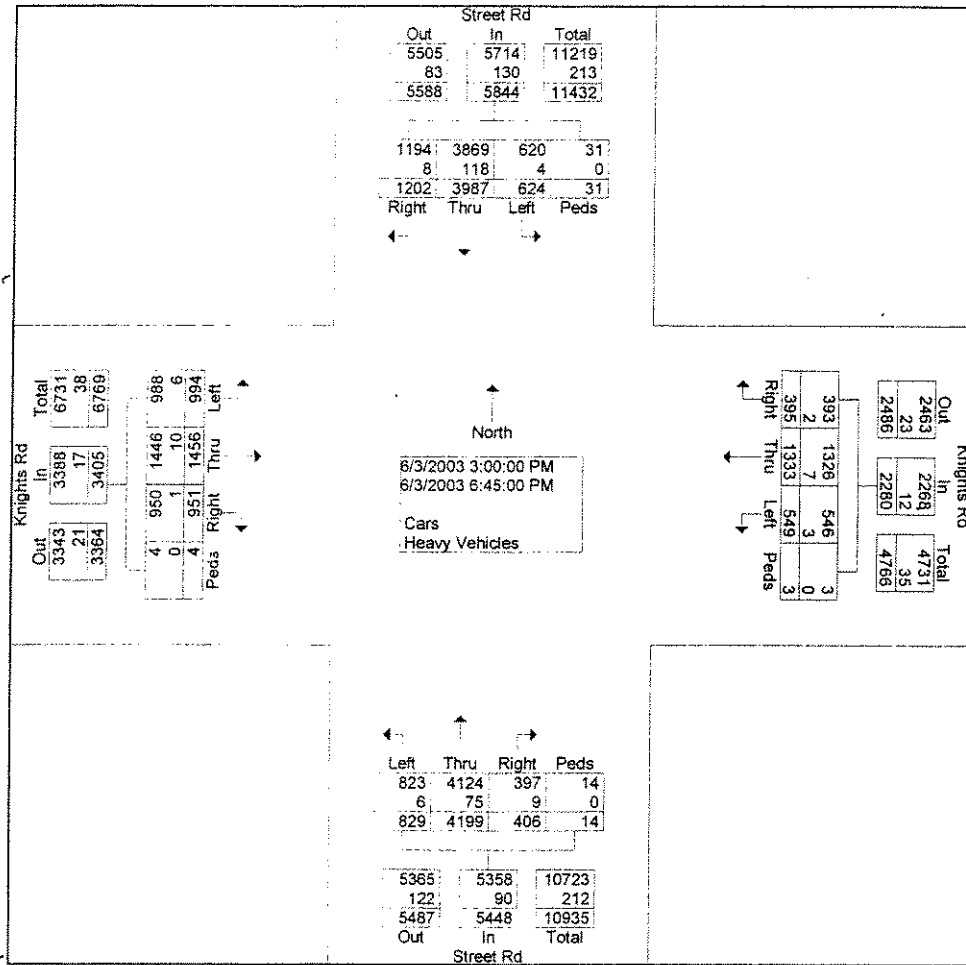 Street Rd
Out In Total
5505 5714 11219
83 130 213
5588 5844 11432
1194 3869 620 31
8 118 4 0
1202 3987 624 31
Right Thru Left Peds
Knights Rd
Total In Out
6731 3388 3343
38 17 21
6769 3405 3364
988 1446 950 4
6 10 1 0
994 1456 951 4
Left Thru Right Peds
North
6/3/2003 3:00:00 PM
6/3/2003 6:45:00 PM
Cars
Heavy Vehicles
Right Thru Left Peds
395 1333 549 3
2 7 3 0
393 1326 546 3
Knights Rd
Out In Total
2463 2268 4731
23 12 35
2486 2280 4766
Left Thru Right Peds
823 4124 397 14
6 75 9 0
829 4199 406 14
5365 5358 10723
122 90 212
5487 5448 10935
Out In Total
Street Rd